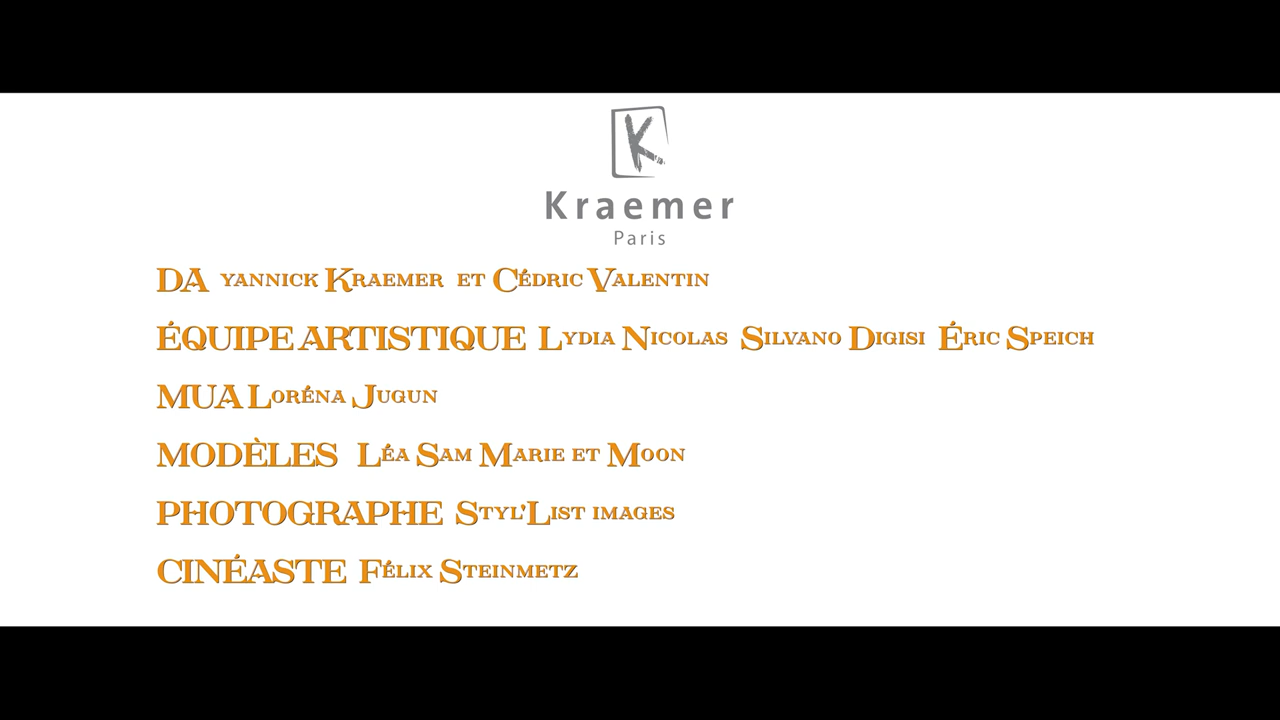 K
Kraemer
Paris
DA yannick Kraemer et Cédric Valentin
ÉQUIPE ARTISTIQUE Lydia Nicolas Silvano Digisi Éric Speich
MUA Loréna Jugun
MODÈLES Léa Sam Marie et Moon
PHOTOGRAPHE Styl'List images
CINÉASTE Félix Steinmetz